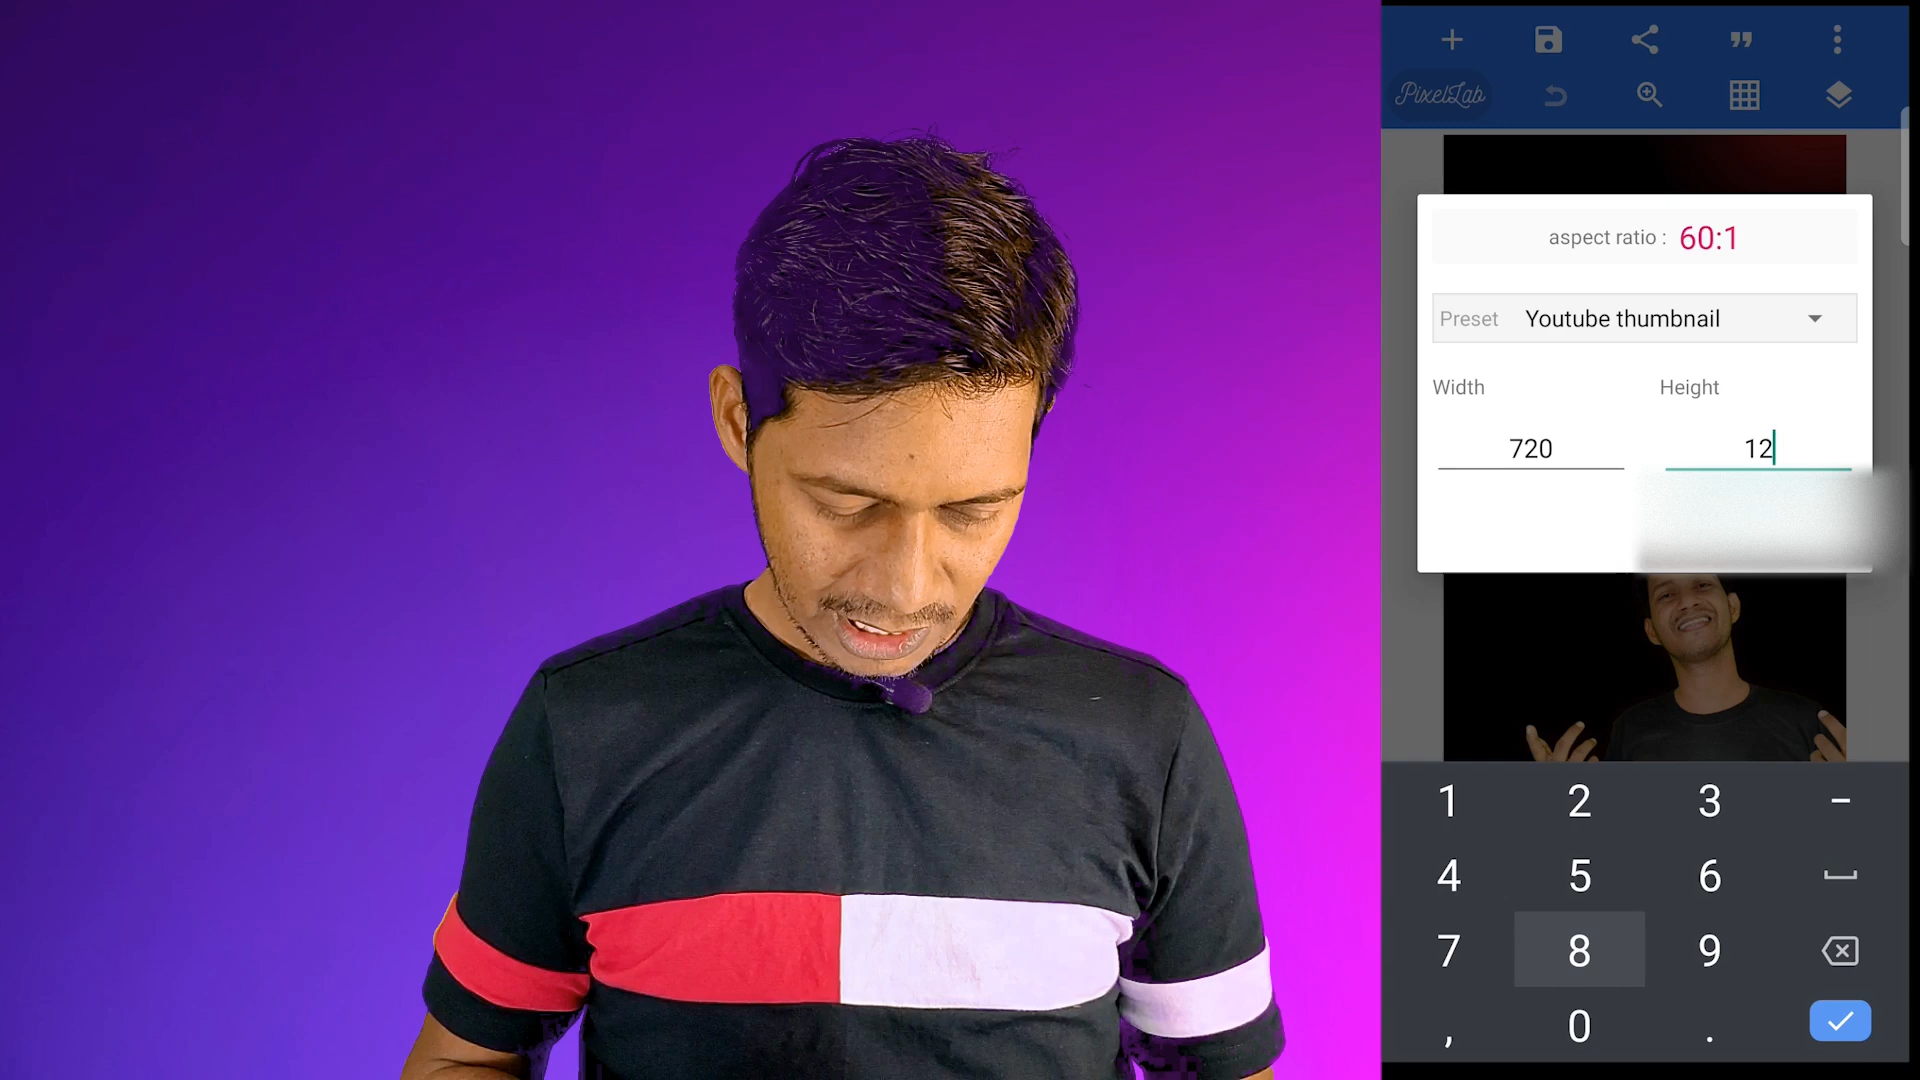 PixelLab
aspect ratio : 60:1
Preset Youtube thumbnail
Width Height
720 12
1 2 3 -
4 5 6
7 8 9
, 0 .